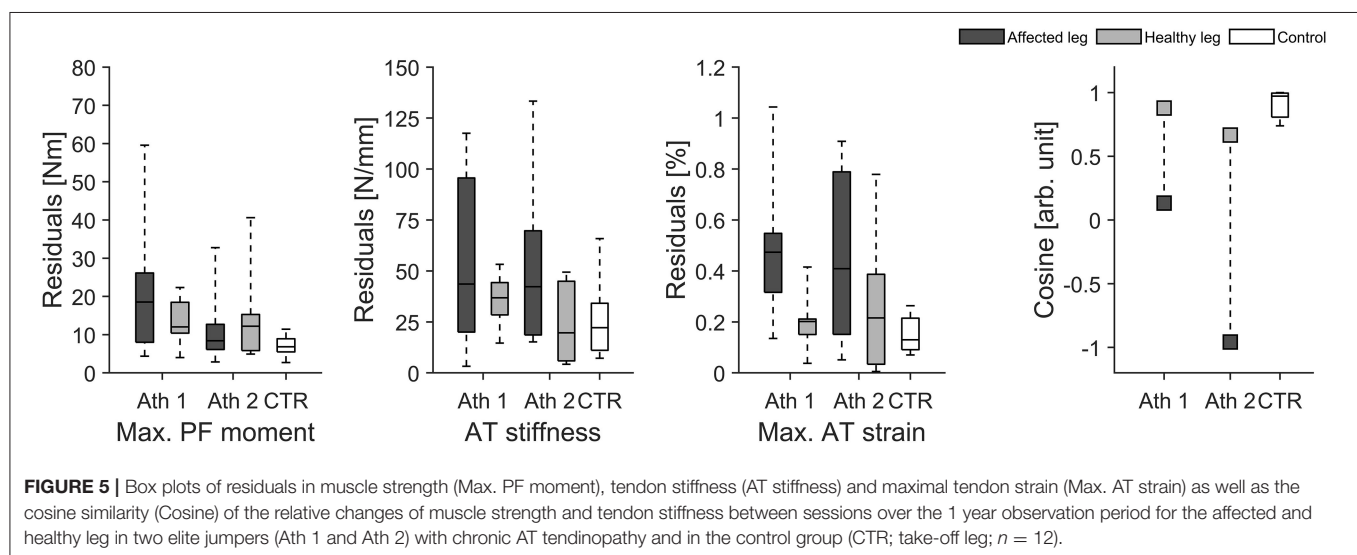 Affected leg Healthy leg Control
80
70
60
50
40
30
20
10
0
Residuals [Nm]
Ath 1 Ath 2 CTR
Max. PF moment
150
125
100
75
50
25
0
Residuals [N/mm]
Ath 1 Ath 2 CTR
AT stiffness
1.2
1
0.8
0.6
0.4
0.2
0
Residuals [%]
Ath 1 Ath 2 CTR
Max. AT strain
1
0.5
0
-0.5
-1
Cosine [arb. unit]
Ath 1 Ath 2 CTR
FIGURE 5 | Box plots of residuals in muscle strength (Max. PF moment), tendon stiffness (AT stiffness) and maximal tendon strain (Max. AT strain) as well as the
cosine similarity (Cosine) of the relative changes of muscle strength and tendon stiffness between sessions over the 1 year observation period for the affected and
healthy leg in two elite jumpers (Ath 1 and Ath 2) with chronic AT tendinopathy and in the control group (CTR; take-off leg; n = 12).